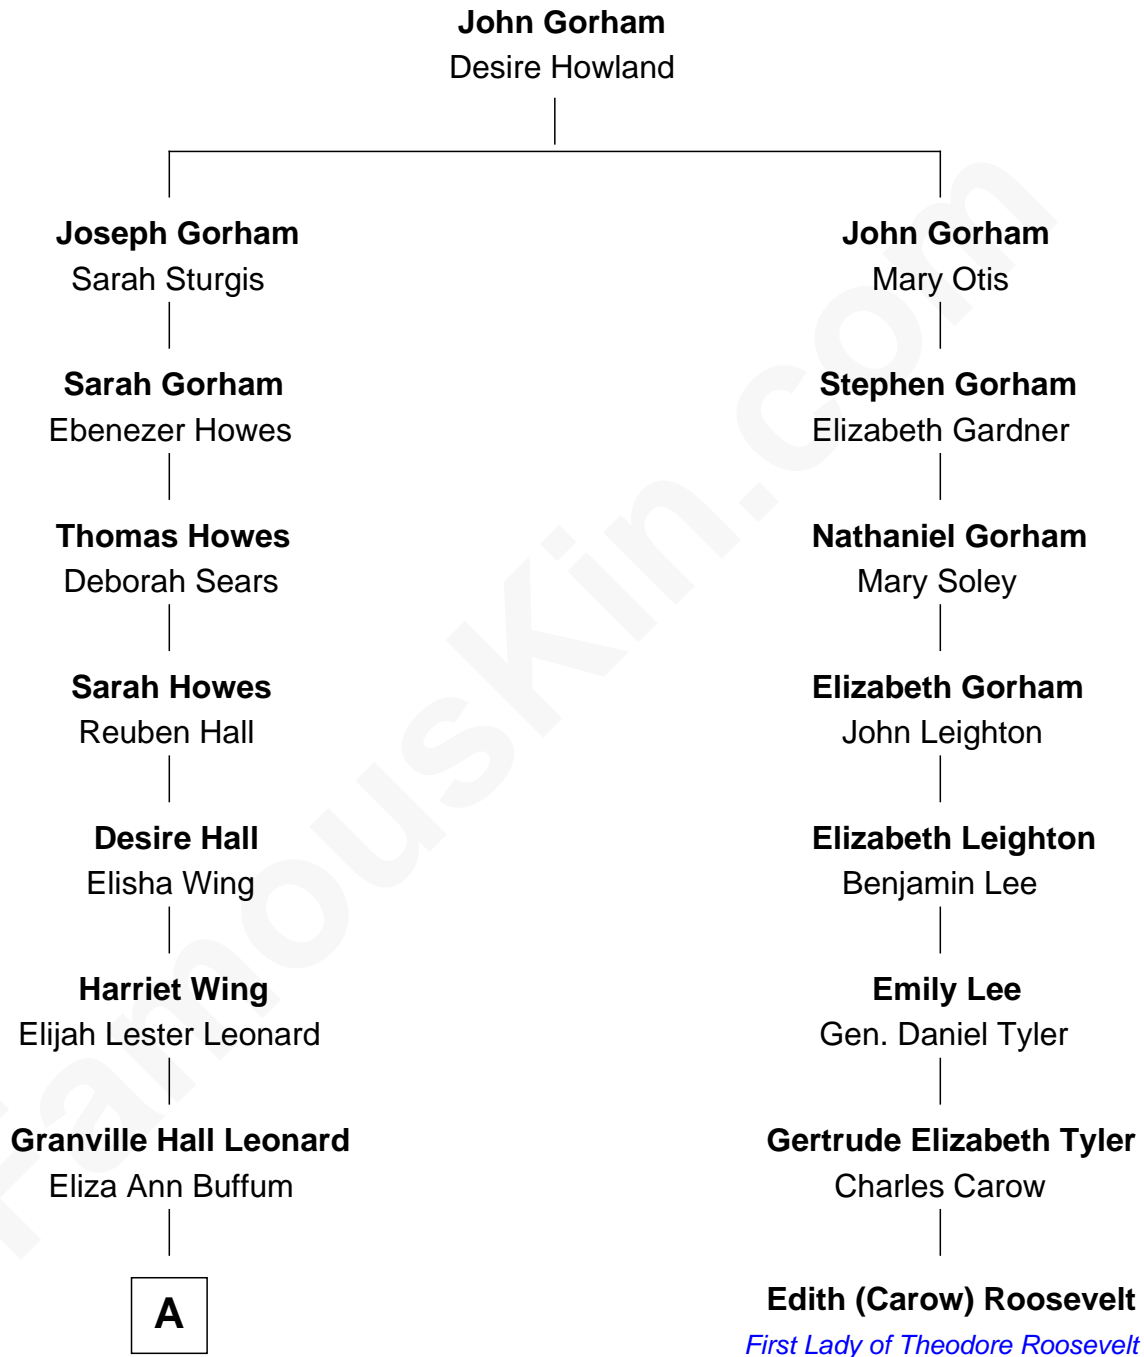 John Gorham
Desire Howland
Joseph Gorham
Sarah Sturgis
John Gorham
Mary Otis
Sarah Gorham
Ebenezer Howes
Stephen Gorham
Elizabeth Gardner
Thomas Howes
Deborah Sears
Nathaniel Gorham
Mary Soley
Sarah Howes
Reuben Hall
Elizabeth Gorham
John Leighton
Desire Hall
Elisha Wing
Elizabeth Leighton
Benjamin Lee
Harriet Wing
Elijah Lester Leonard
Emily Lee
Gen. Daniel Tyler
Granville Hall Leonard
Eliza Ann Buffum
Gertrude Elizabeth Tyler
Charles Carow
A
Edith (Carow) Roosevelt
First Lady of Theodore Roosevelt
FamousKin.com